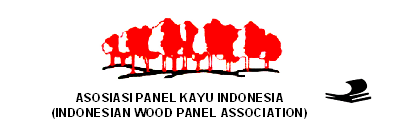 ASOSIASI PANEL KAYU INDONESIA
(INDONESIAN WOOD PANEL ASSOCIATION)